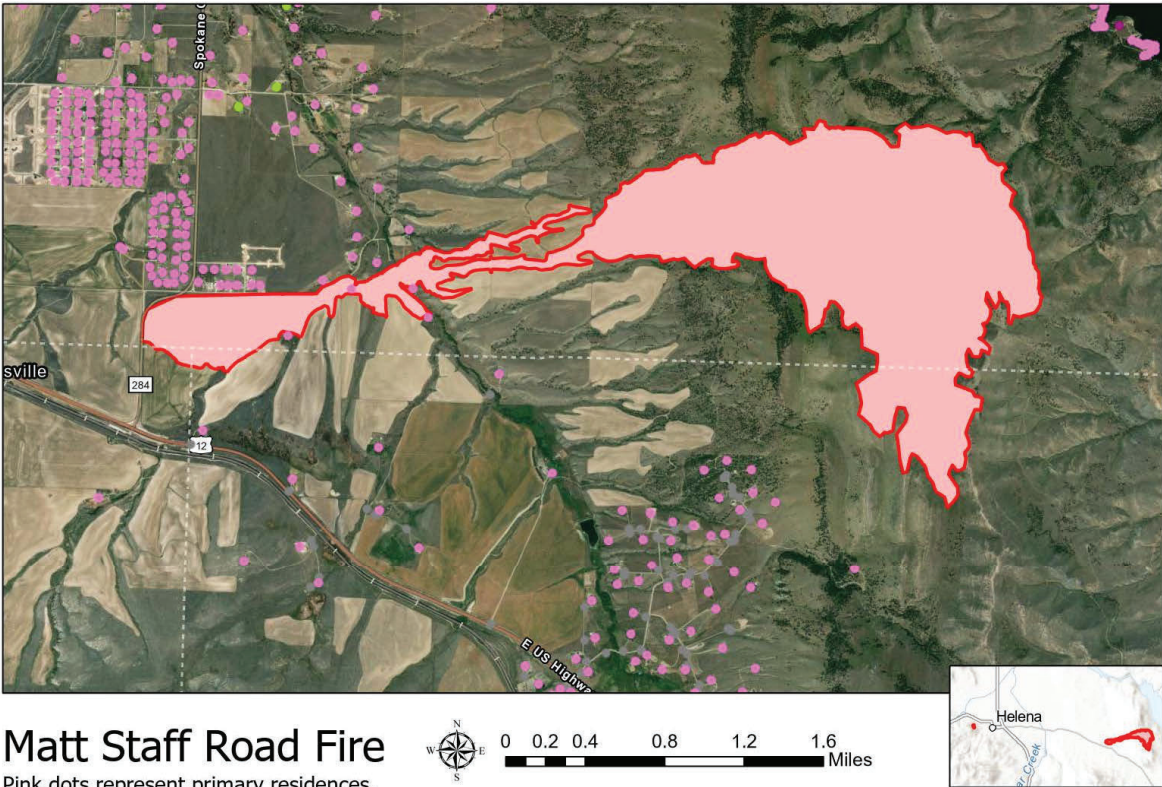 Spokane C
sville
284
12
E US Highwa
Matt Staff Road Fire
Pink dots represent primary residences
N
W E
S
0 0.2 0.4 0.8 1.2 1.6
Miles
Helena
ar Creek